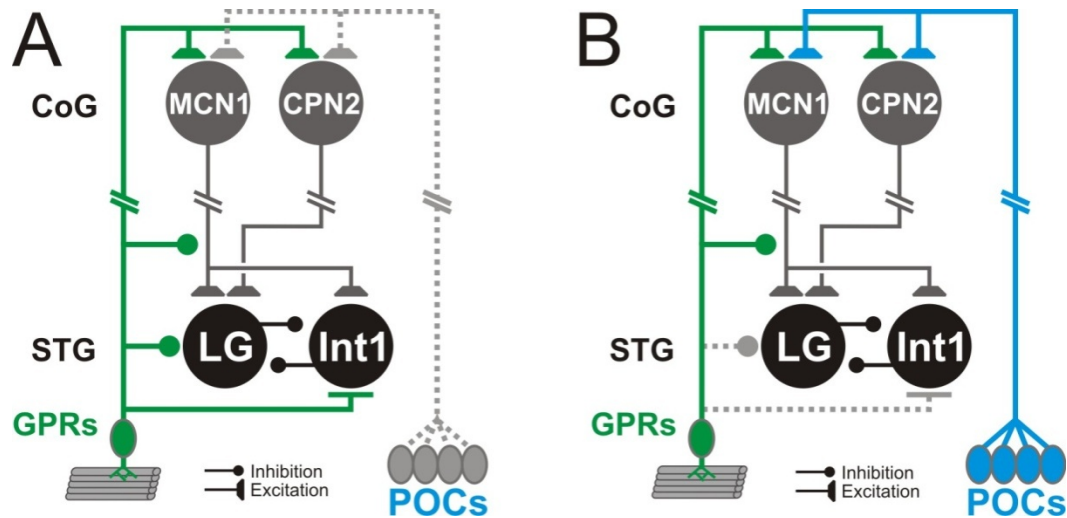 A
CoG
MCN1 CPN2
STG
LG Int1
GPRs
Inhibition
Excitation
POCs
B
CoG
MCN1 CPN2
STG
LG Int1
GPRs
Inhibition
Excitation
POCs